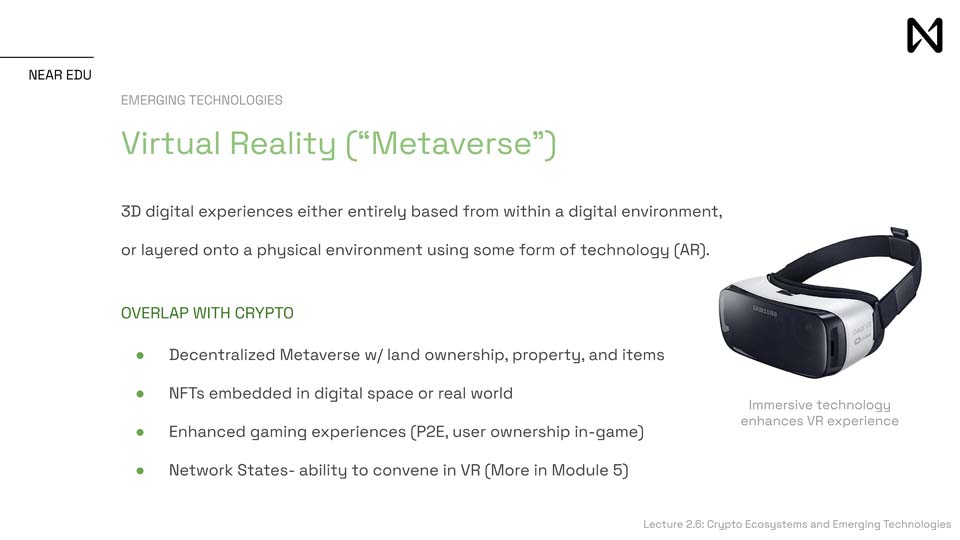 NEAR EDU
EMERGING TECHNOLOGIES
Virtual Reality (“Metaverse”)
3D digital experiences either entirely based from within a digital environment,
or layered onto a physical environment using some form of technology (AR).
OVERLAP WITH CRYPTO
● Decentralized Metaverse w/ land ownership, property, and items
● NFTs embedded in digital space or real world
● Enhanced gaming experiences (P2E, user ownership in-game)
● Network States- ability to convene in VR (More in Module 5)
SAMSUNG
Gear VR
Immersive technology
enhances VR experience
Lecture 2.6: Crypto Ecosystems and Emerging Technologies